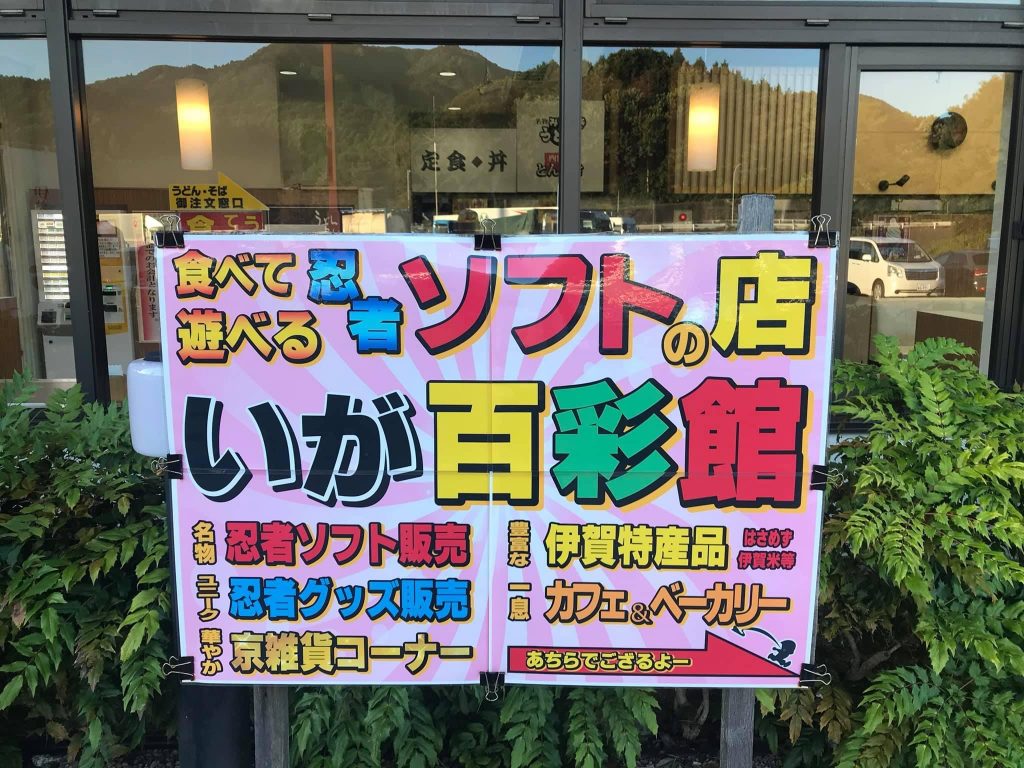 定食◆丼
うどん・そば
御注文窓口
食べて
遊べる
忍者
ソフトの店
いが百彩館
名物
忍者ソフト販売
ユニーク
忍者グッズ販売
華やか
京雑貨コーナー
豊富な
伊賀特産品
はさめず
伊賀米等
一息
カフェ&ベーカリー
あちらでござるよー